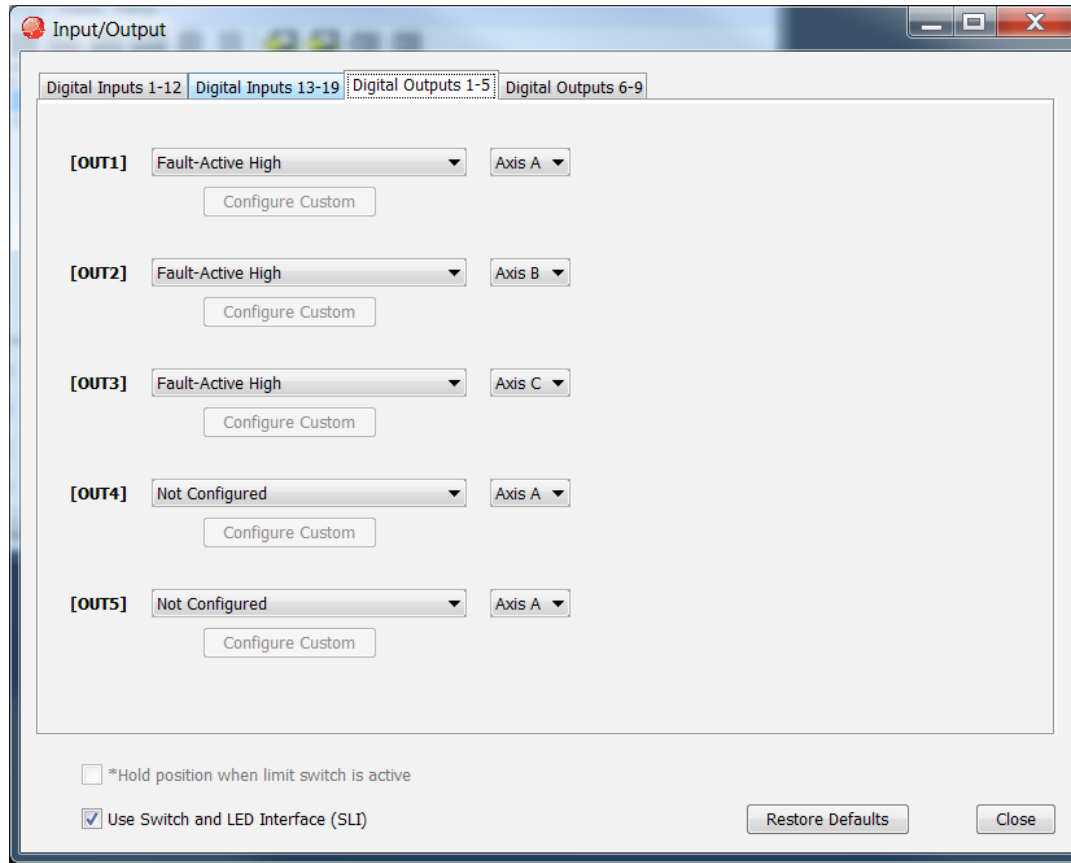 Input/Output
Digital Inputs 1-12 Digital Inputs 13-19 Digital Outputs 1-5 Digital Outputs 6-9
[OUT1] Fault-Active High Axis A
Configure Custom
[OUT2] Fault-Active High Axis B
Configure Custom
[OUT3] Fault-Active High Axis C
Configure Custom
[OUT4] Not Configured Axis A
Configure Custom
[OUT5] Not Configured Axis A
Configure Custom
*Hold position when limit switch is active
Use Switch and LED Interface (SLI) Restore Defaults Close